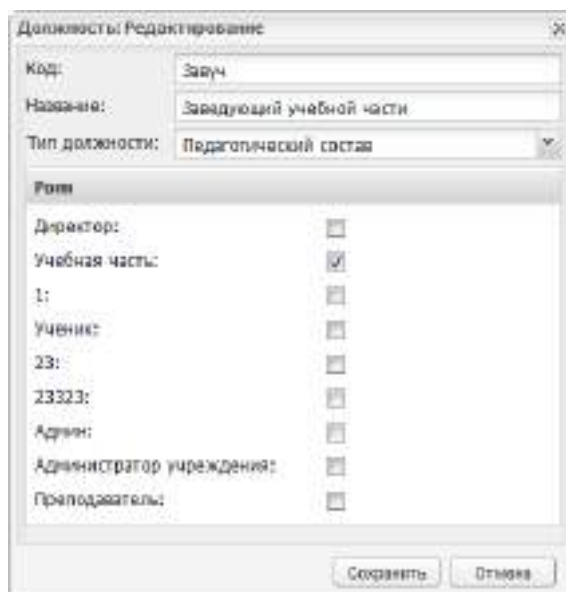 Должность: Редактирование
Код: Завуч
Название: Заведующий учебной части
Тип должности: Педагогический состав
Роли
Директор:
Учебная часть:
1:
Ученик:
23:
23323:
Админ:
Администратор учреждения:
Преподаватель:
Сохранить Отмена